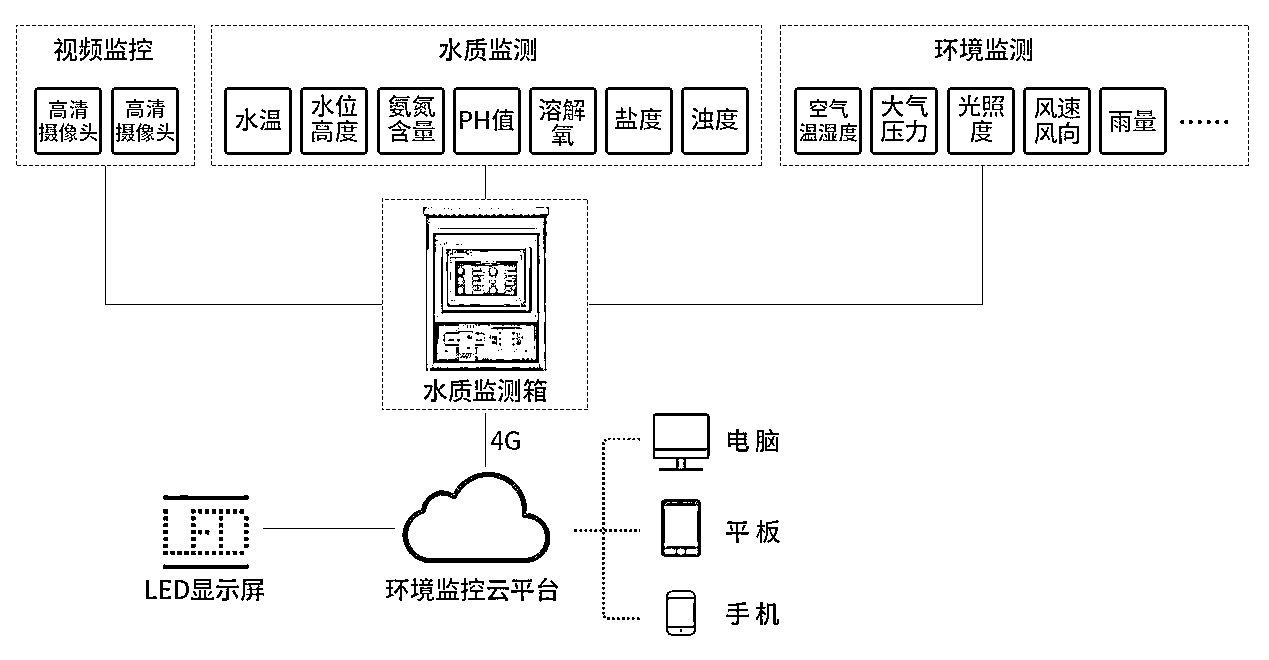 视频监控
高清
摄像头
高清
摄像头
水质监测
水温
水位
高度
氨氮
含量
PH值
溶解
氧
盐度
浊度
环境监测
空气
温湿度
大气
压力
光照
度
风速
风向
雨量
……
水质监测箱
4G
电脑
平板
手机
LED
LED显示屏
环境监控云平台